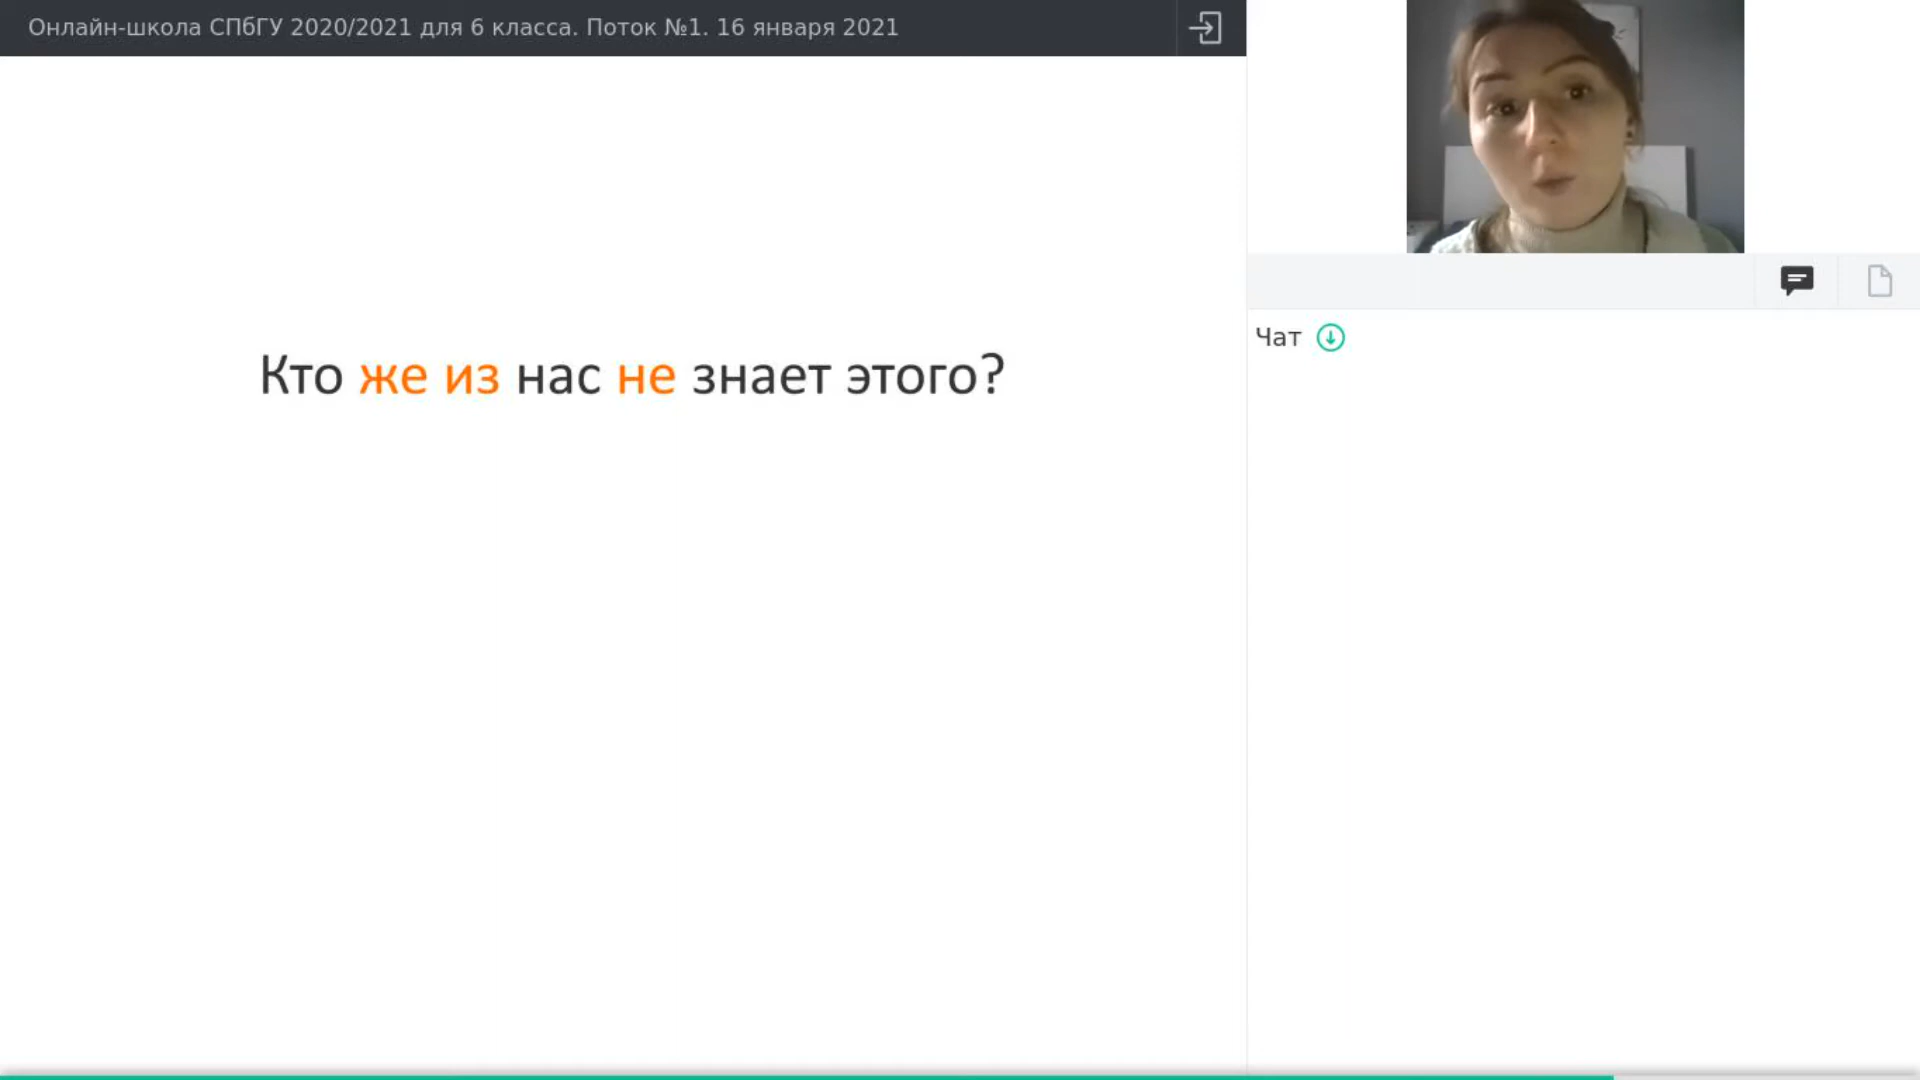 Онлайн-школа СПбГУ 2020/2021 для 6 класса. Поток №1. 16 января 2021
Кто же из нас не знает этого?
Чат